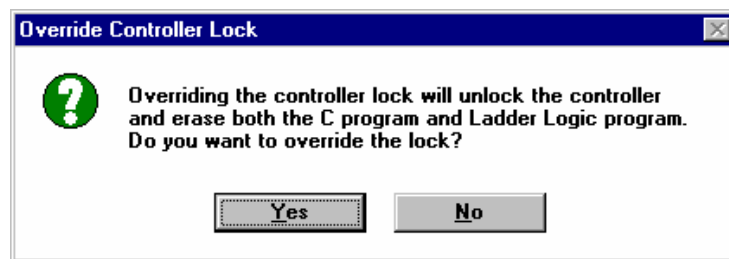 Override Controller Lock
Overriding the controller lock will unlock the controller
and erase both the C program and Ladder Logic program.
Do you want to override the lock?
Yes No